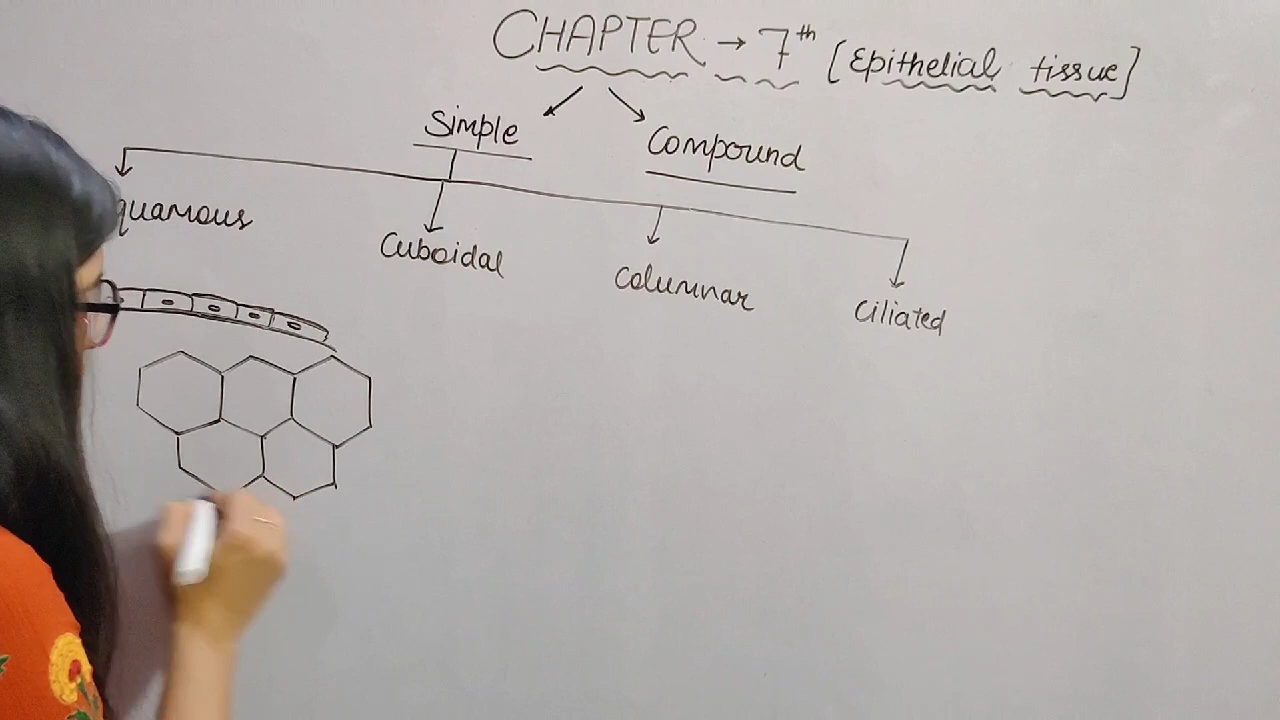 CHAPTER → 7th [Epithelial tissue]
Simple
Compound
quamous
Cuboidal
Columnar
Ciliated